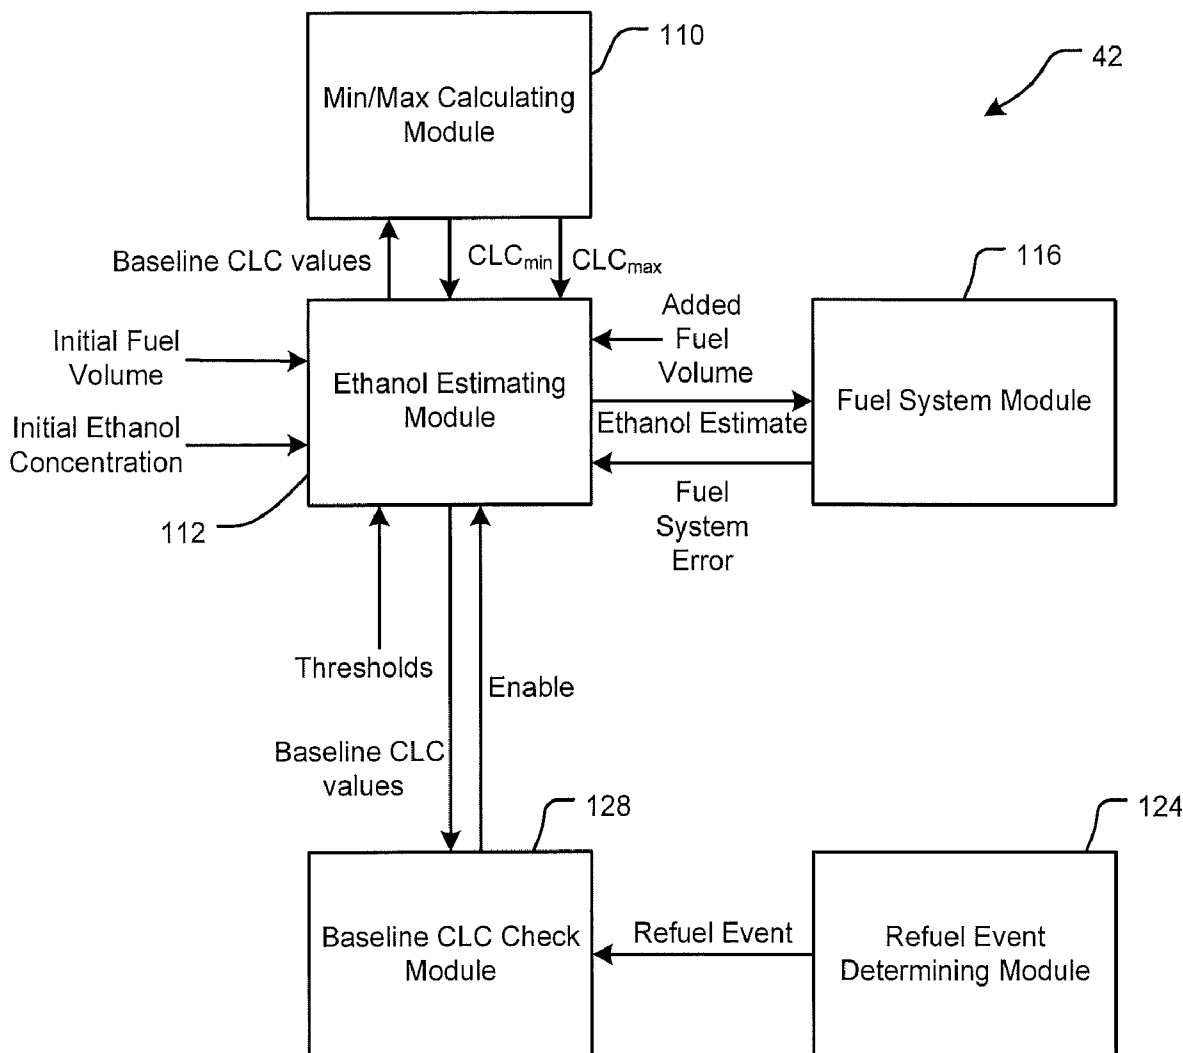 110
42
Min/Max Calculating
Module
Baseline CLC values
CLCmin
CLCmax
116
Initial Fuel
Volume
Added
Fuel
Volume
Ethanol Estimating
Module
Fuel System Module
Ethanol Estimate
Initial Ethanol
Concentration
Fuel
System
Error
112
Thresholds
Enable
Baseline CLC
values
128
124
Baseline CLC Check
Module
Refuel Event
Refuel Event
Determining Module